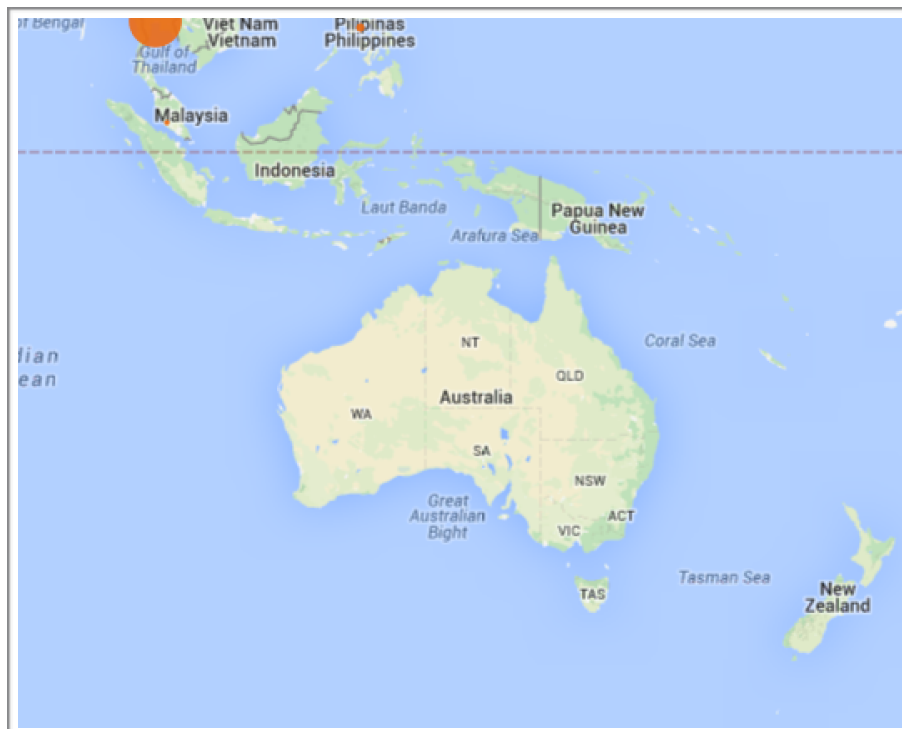 of Bengal
Việt Nam
Vietnam
Pilipinas
Philippines
Gulf of
Thailand
Malaysia
Indonesia
Laut Banda
Papua New
Guinea
Arafura Sea
NT
Coral Sea
dian
ean
QLD
Australia
WA
SA
NSW
Great
Australian
Bight
ACT
VIC
Tasman Sea
TAS
New
Zealand